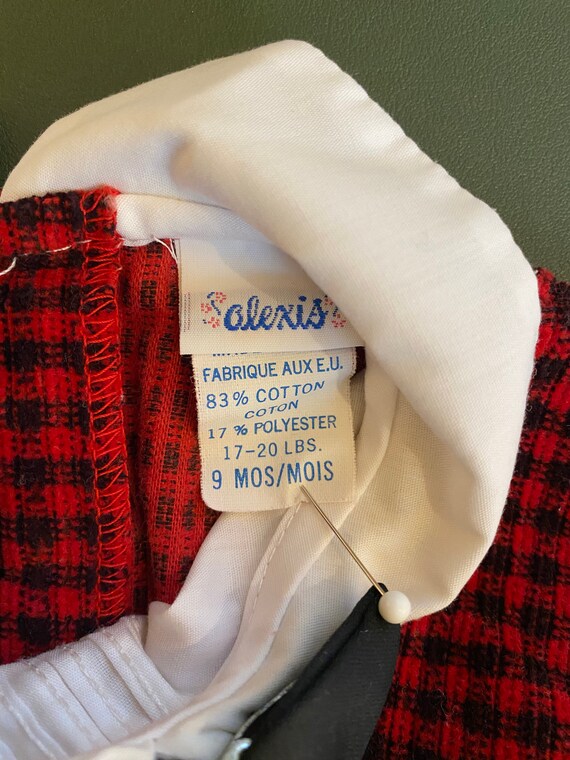 alexis
FABRIQUE AUX E.U.
83% COTTON
COTON
17% POLYESTER
17-20 LBS.
9 MOS/MOIS